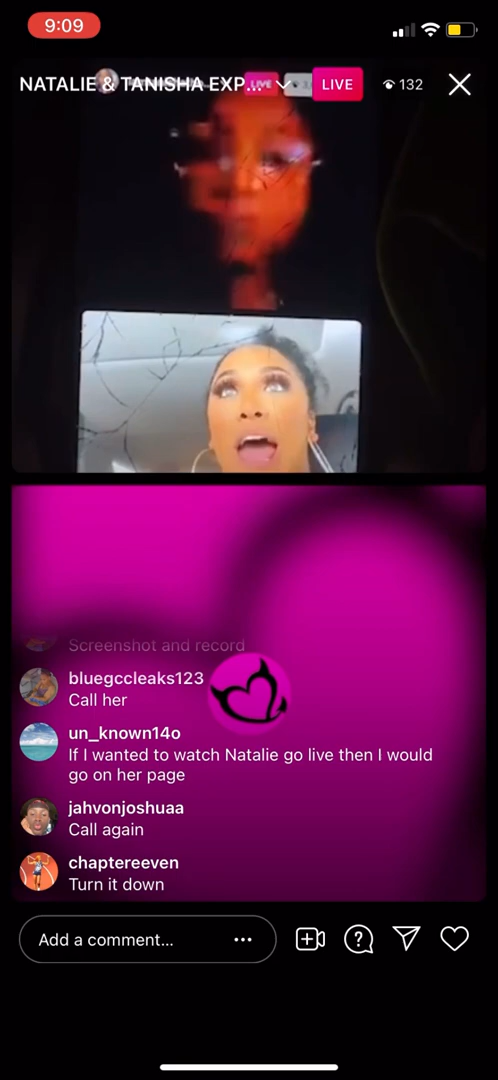 9:09
NATALIE & TANISHA EXP... LIVE 132
LIVE
Screenshot and record
bluegccleaks123
Call her
un_known14o
If I wanted to watch Natalie go live then I would
go on her page
jahvonjoshuaa
Call again
chaptereeven
Turn it down
Add a comment...